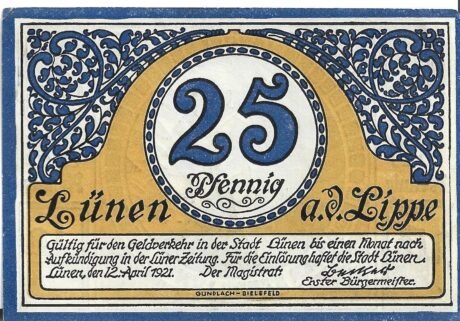 25
Pfennig
Lünen a.d. Lippe
Gültig für den Geldverkehr in der Stadt Lünen bis einen Monat nach
Aufkündigung in der Lüner Zeitung. Für die Einlösung haftet die Stadt Lünen.
Lünen, den 12. April 1921. Der Magistrat:
Erster Bürgermeister.
GUNDLACH-BIELEFELD